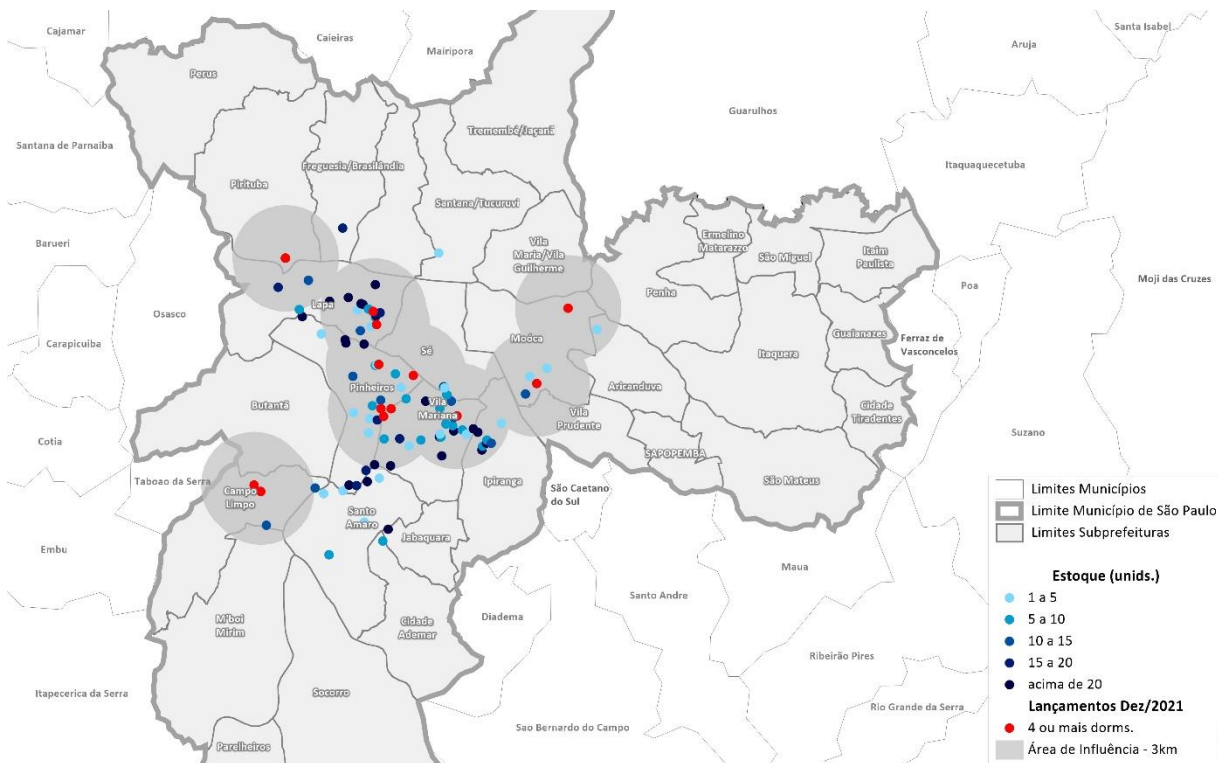 Cajamar
Caieiras
Mairipora
Santa Isabel
Aruja
Perus
Guarulhos
Tremembé/Jaçanã
Santana de Parnaiba
Freguesia/Brasilândia
Itaquaquecetuba
Pirituba
Santana/Tucuruvi
Barueri
Vila
Maria/Vila
Guilherme
Ermelino
Matarazzo
São Miguel
Itaim
Paulista
Moji das Cruzes
Poa
Penha
Osasco
Lapa
Carapicuiba
Moóca
Sé
Guaianazes
Ferraz de
Vasconcelos
Itaquera
Pinheiros
Aricanduva
Butantã
Vila
Mariana
Vila
Prudente
Cidade
Tiradentes
Cotia
Suzano
SAPOPEMBA
São Mateus
Taboao da Serra
Campo
Limpo
Ipiranga
São Caetano
do Sul
Santo
Amaro
Jabaquara
Embu
Maua
Santo Andre
Diadema
M'boi
Mirim
Cidade
Ademar
Ribeirão Pires
Itapecerica da Serra
Socorro
Rio Grande da Serra
Sao Bernardo do Campo
Parelheiros
Limites Municípios
Limite Município de São Paulo
Limites Subprefeituras
Estoque (unids.)
1 a 5
5 a 10
10 a 15
15 a 20
acima de 20
Lançamentos Dez/2021
4 ou mais dorms.
Área de Influência - 3km